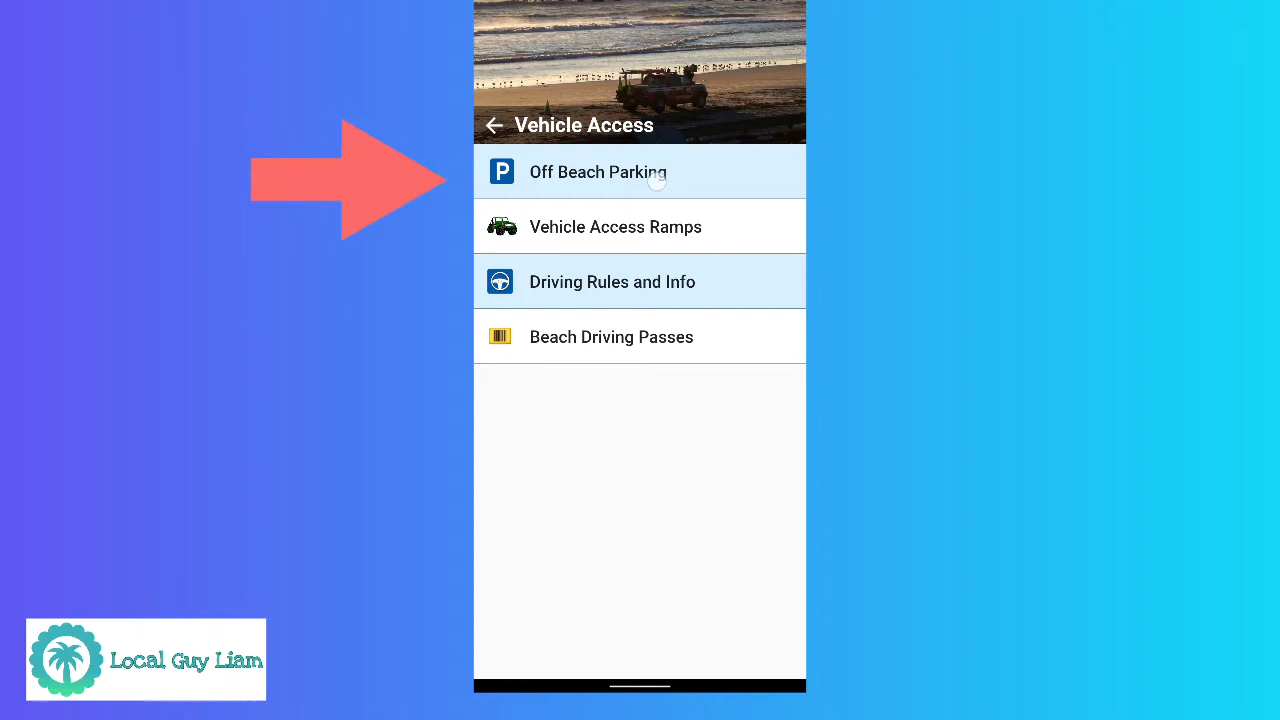 Vehicle Access
P Off Beach Parking
Vehicle Access Ramps
Driving Rules and Info
Beach Driving Passes
Local Guy Liam